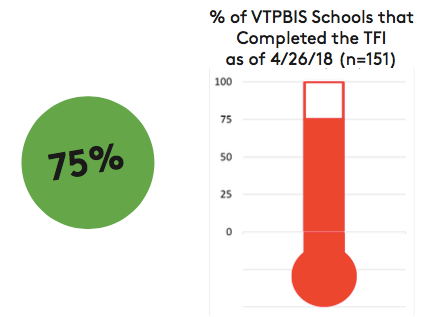 % of VTPBIS Schools that
Completed the TFI
as of 4/26/18 (n=151)
75%
100
75
50
25
0